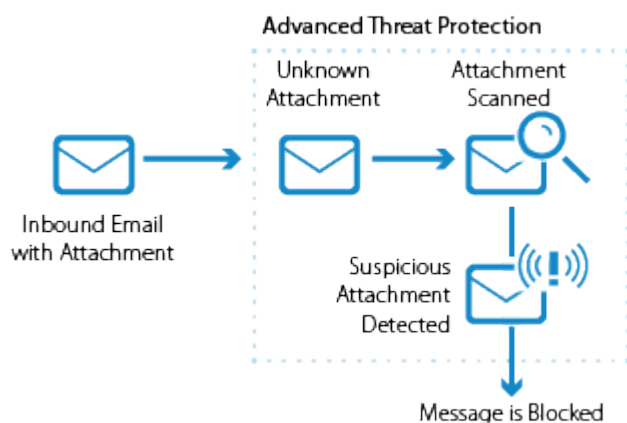 Advanced Threat Protection
Unknown
Attachment
Attachment
Scanned
Inbound Email
with Attachment
Suspicious
Attachment
Detected
Message is Blocked